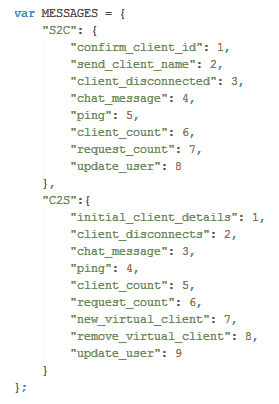 var MESSAGES = {
    "S2C": {
        "confirm_client_id": 1,
        "send_client_name": 2,
        "client_disconnected": 3,
        "chat_message": 4,
        "ping": 5,
        "client_count": 6,
        "request_count": 7,
        "update_user": 8
    },
    "C2S":{
        "initial_client_details": 1,
        "client_disconnects": 2,
        "chat_message": 3,
        "ping": 4,
        "client_count": 5,
        "request_count": 6,
        "new_virtual_client": 7,
        "remove_virtual_client": 8,
        "update_user": 9
    }
};